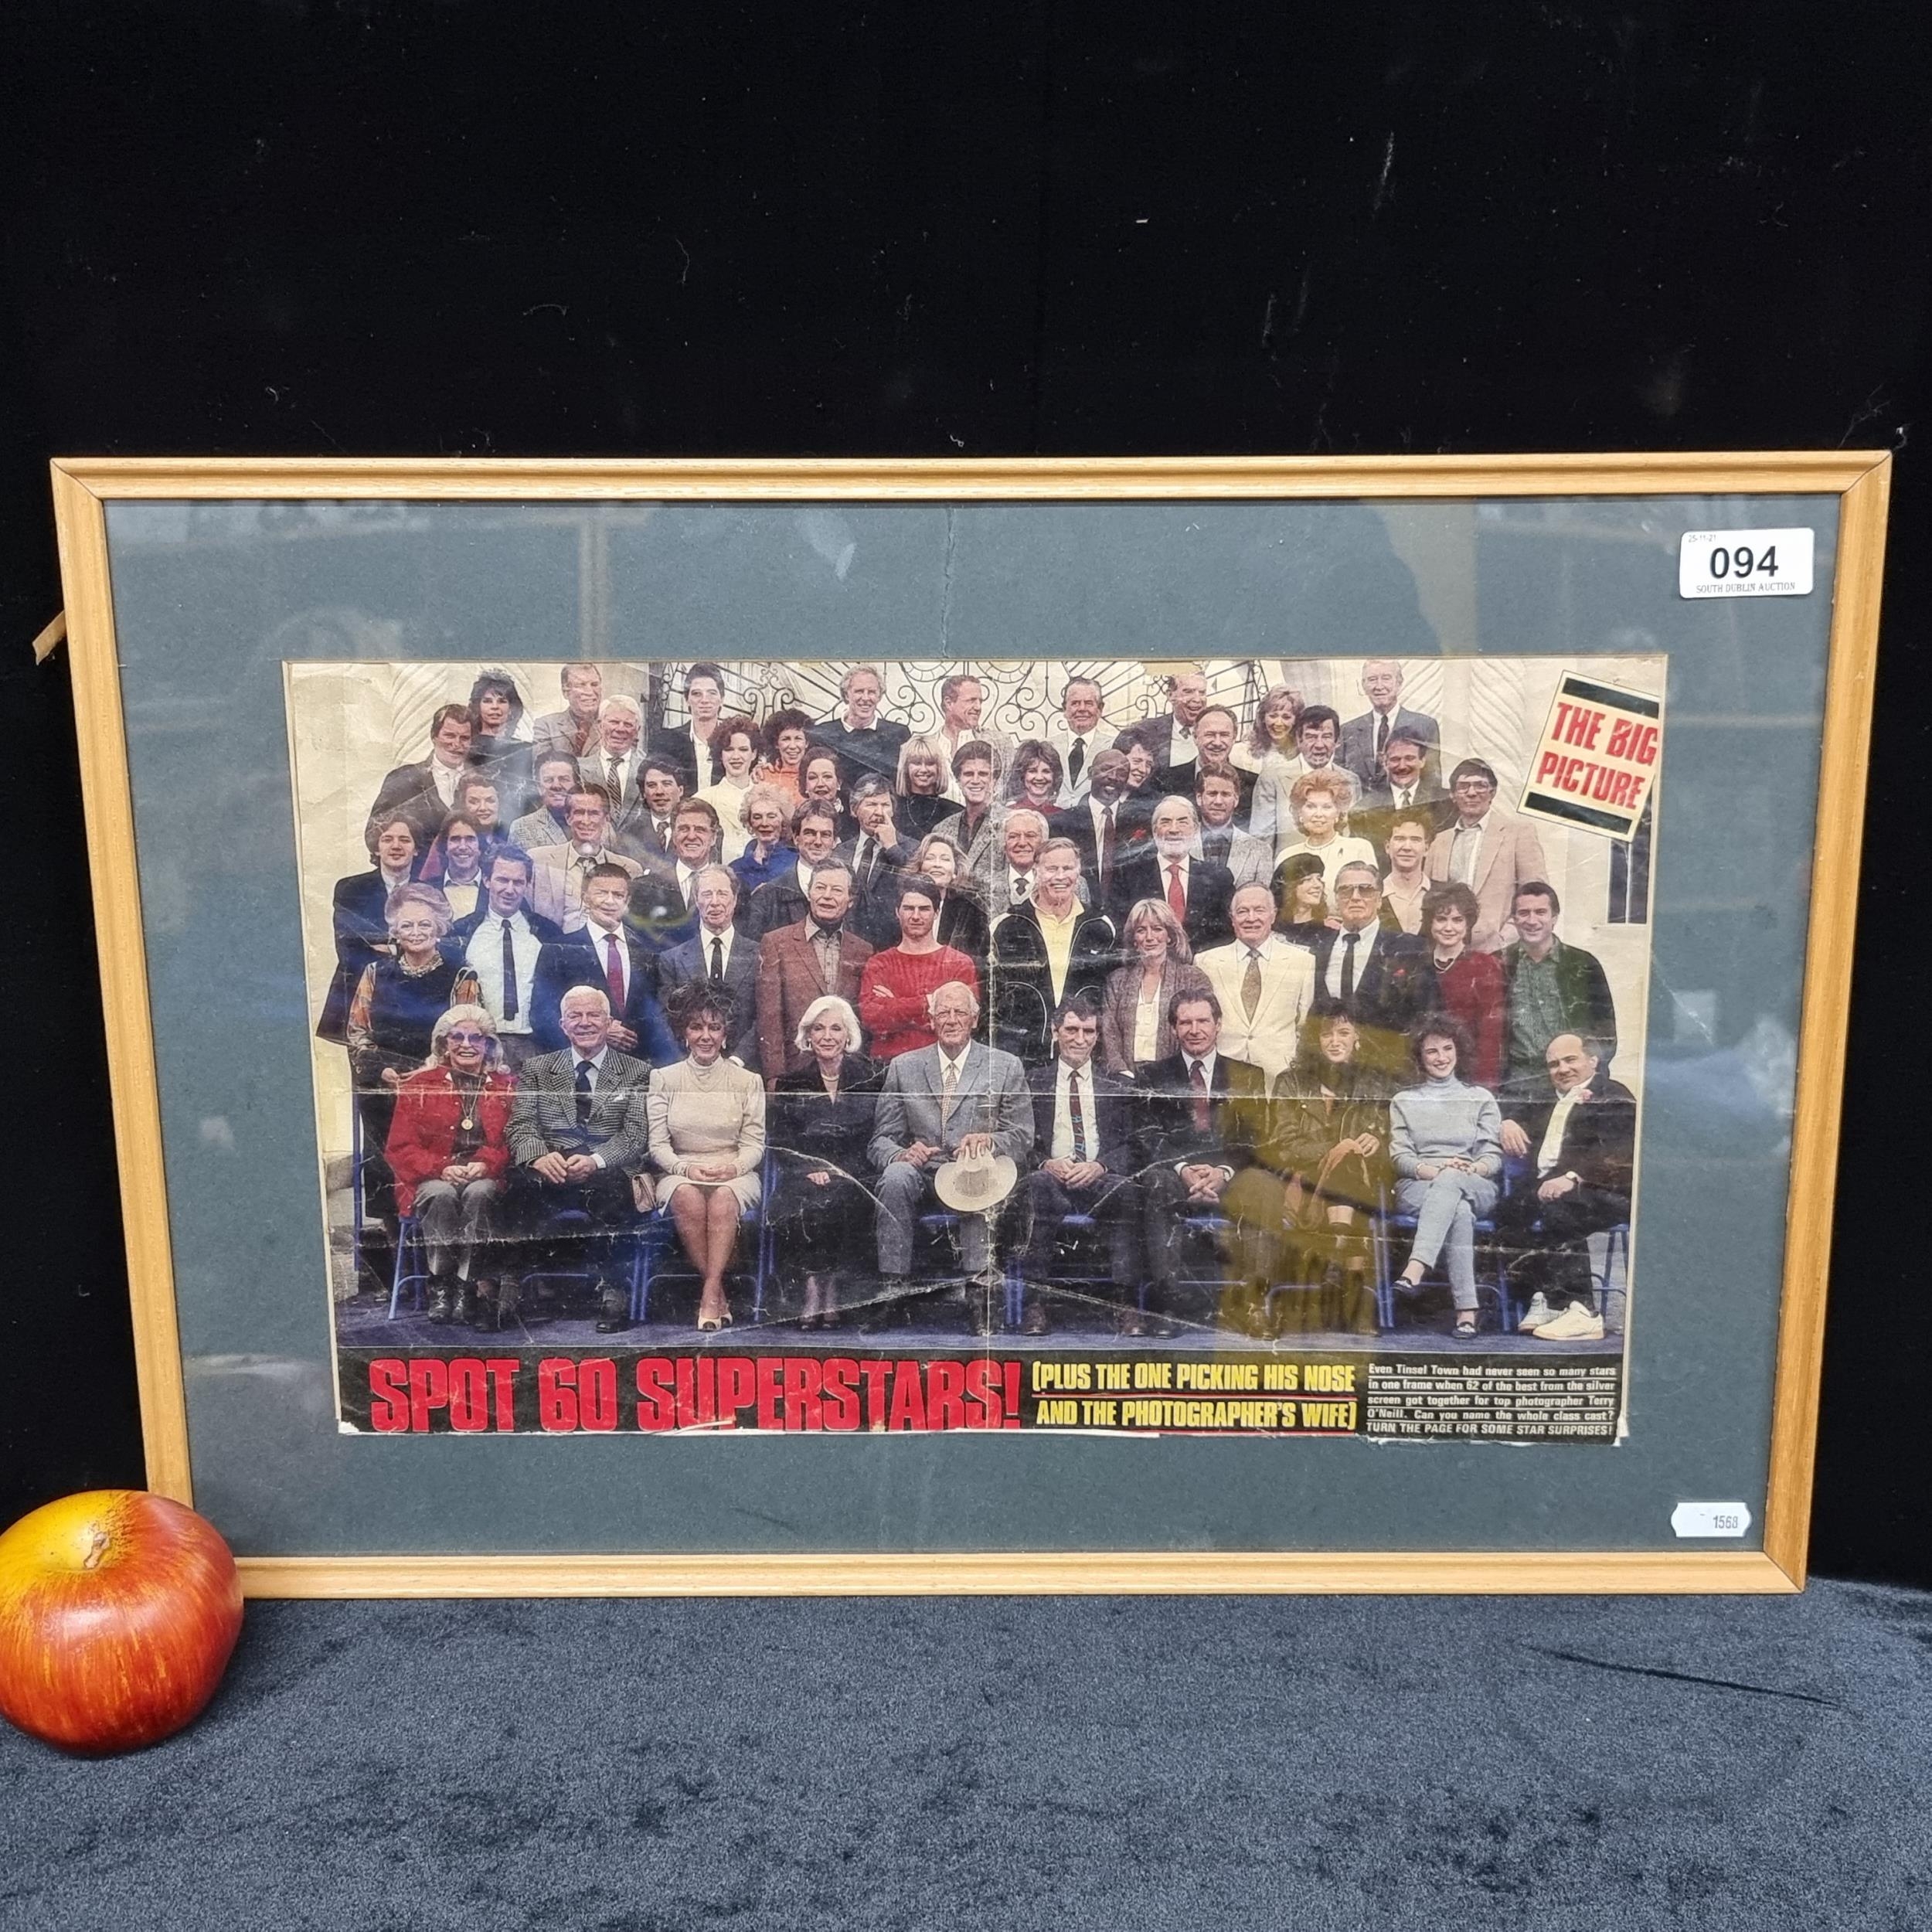 25-11-21
094
SOUTH DUBLIN AUCTION
THE BIG
PICTURE
SPOT 60 SUPERSTARS!
(PLUS THE ONE PICKING HIS NOSE
AND THE PHOTOGRAPHER'S WIFE)
Even Tinsel Town had never seen so many stars
in one frame when 62 of the best from the silver
screen got together for top photographer Terry
O'Neill. Can you name the whole class cast?
TURN THE PAGE FOR SOME STAR SURPRISES!
1568